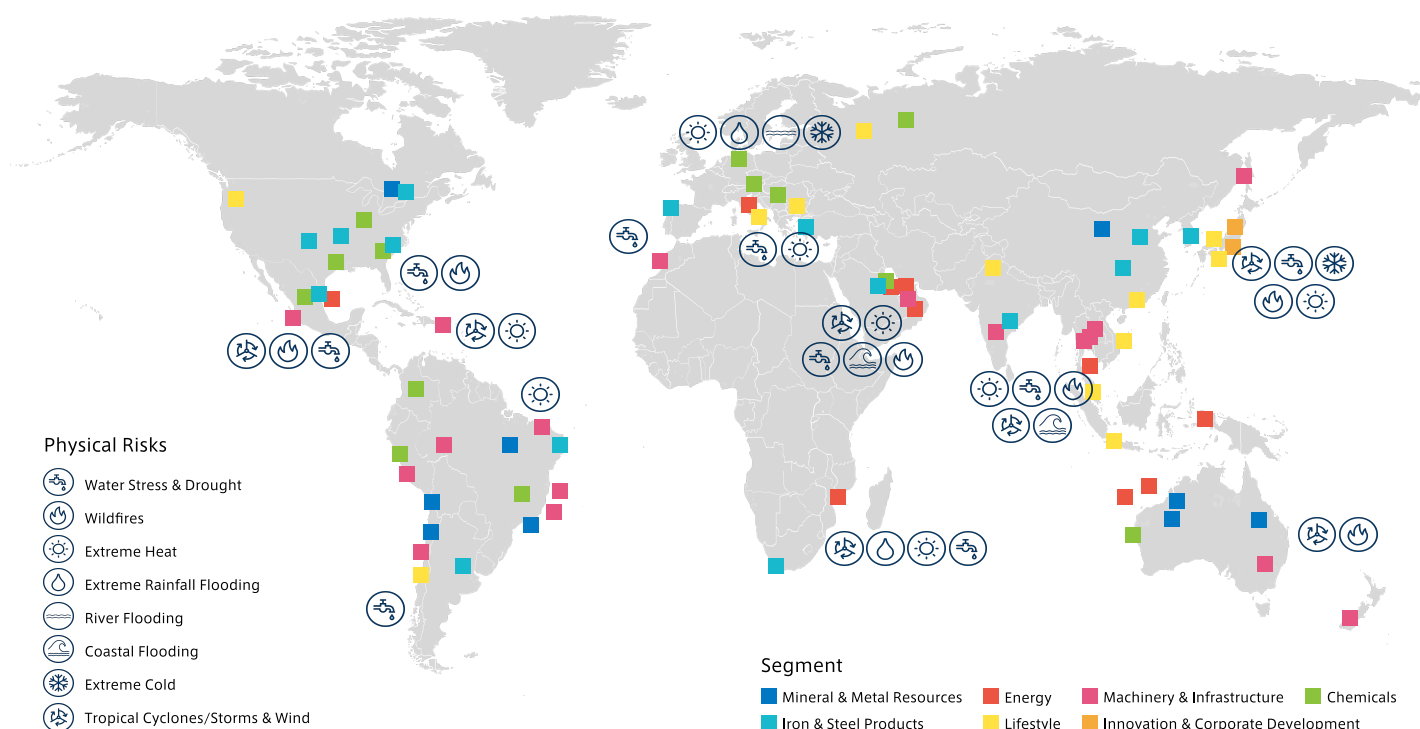 Physical Risks
Water Stress & Drought
Wildfires
Extreme Heat
Extreme Rainfall Flooding
River Flooding
Coastal Flooding
Extreme Cold
Tropical Cyclones/Storms & Wind
Segment
Mineral & Metal Resources Energy Machinery & Infrastructure Chemicals
Iron & Steel Products Lifestyle Innovation & Corporate Development